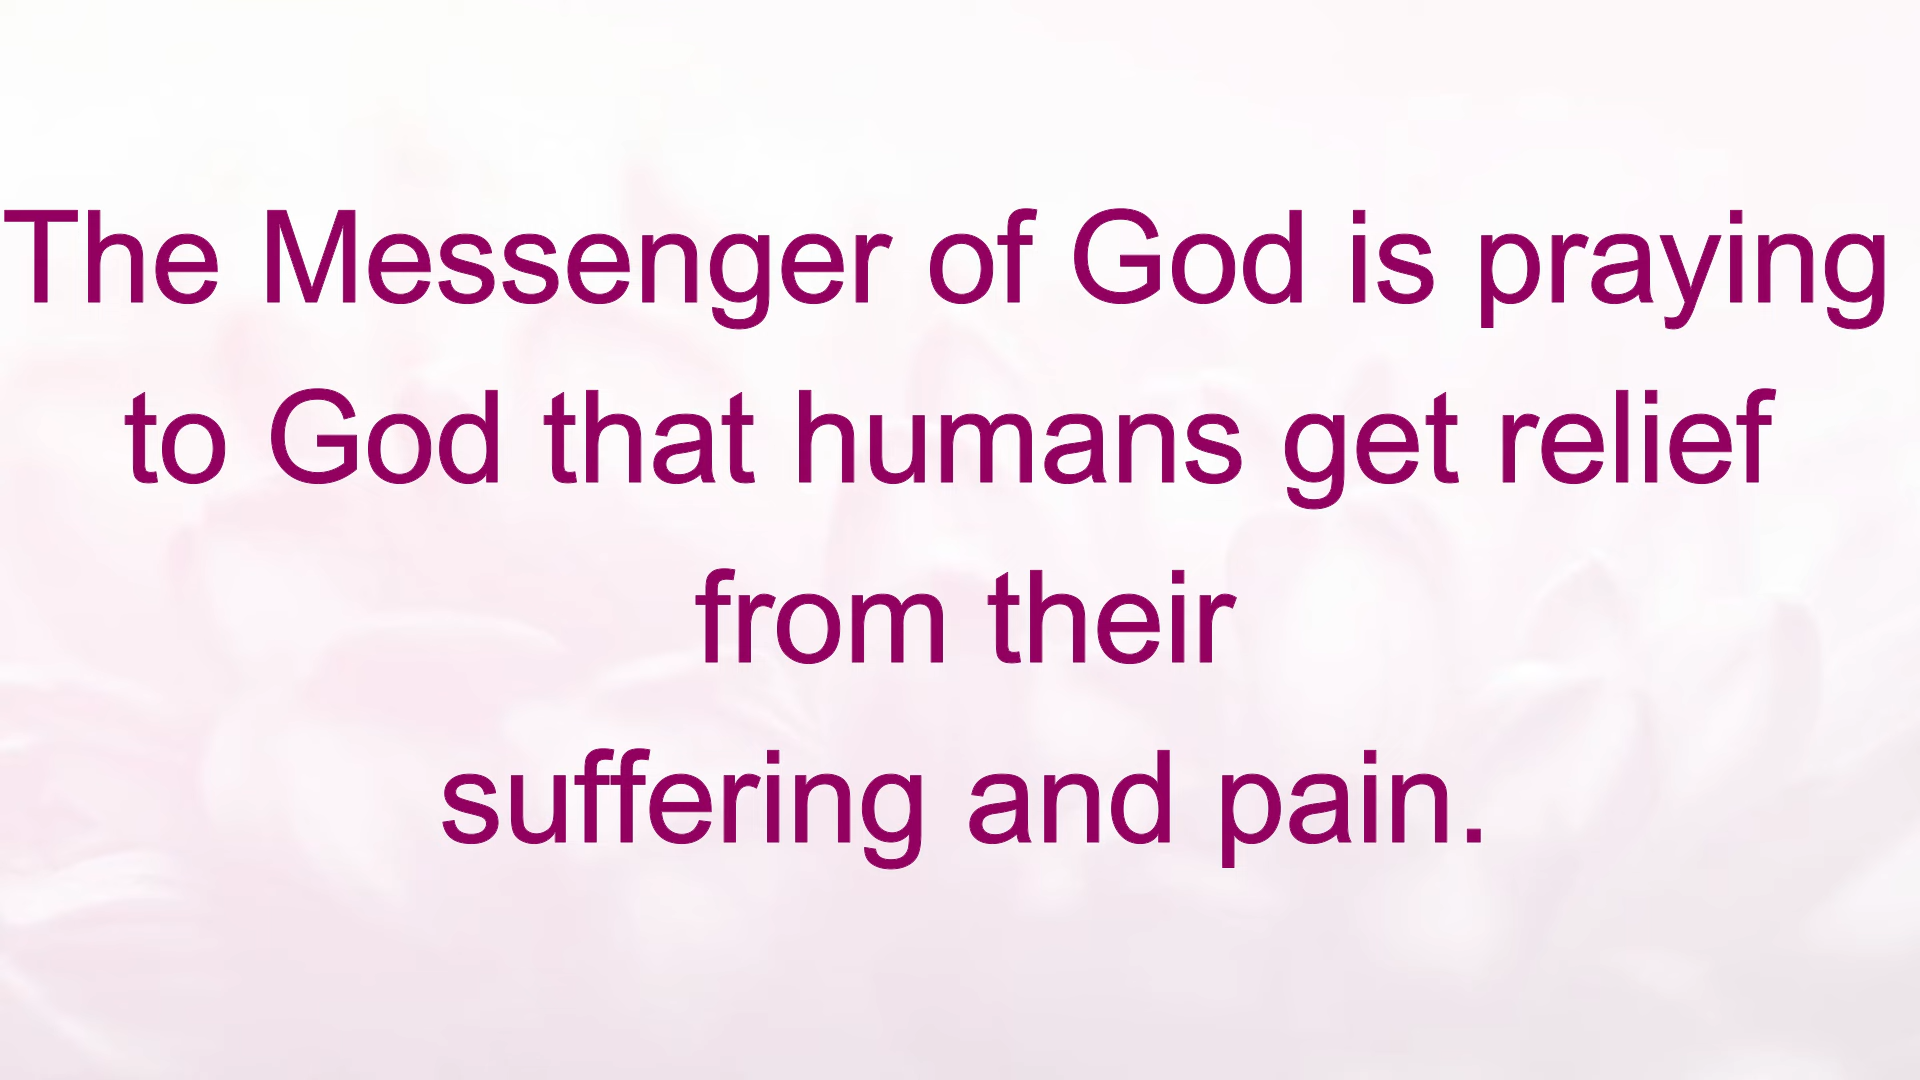 The Messenger of God is praying
to God that humans get relief
from their
suffering and pain.